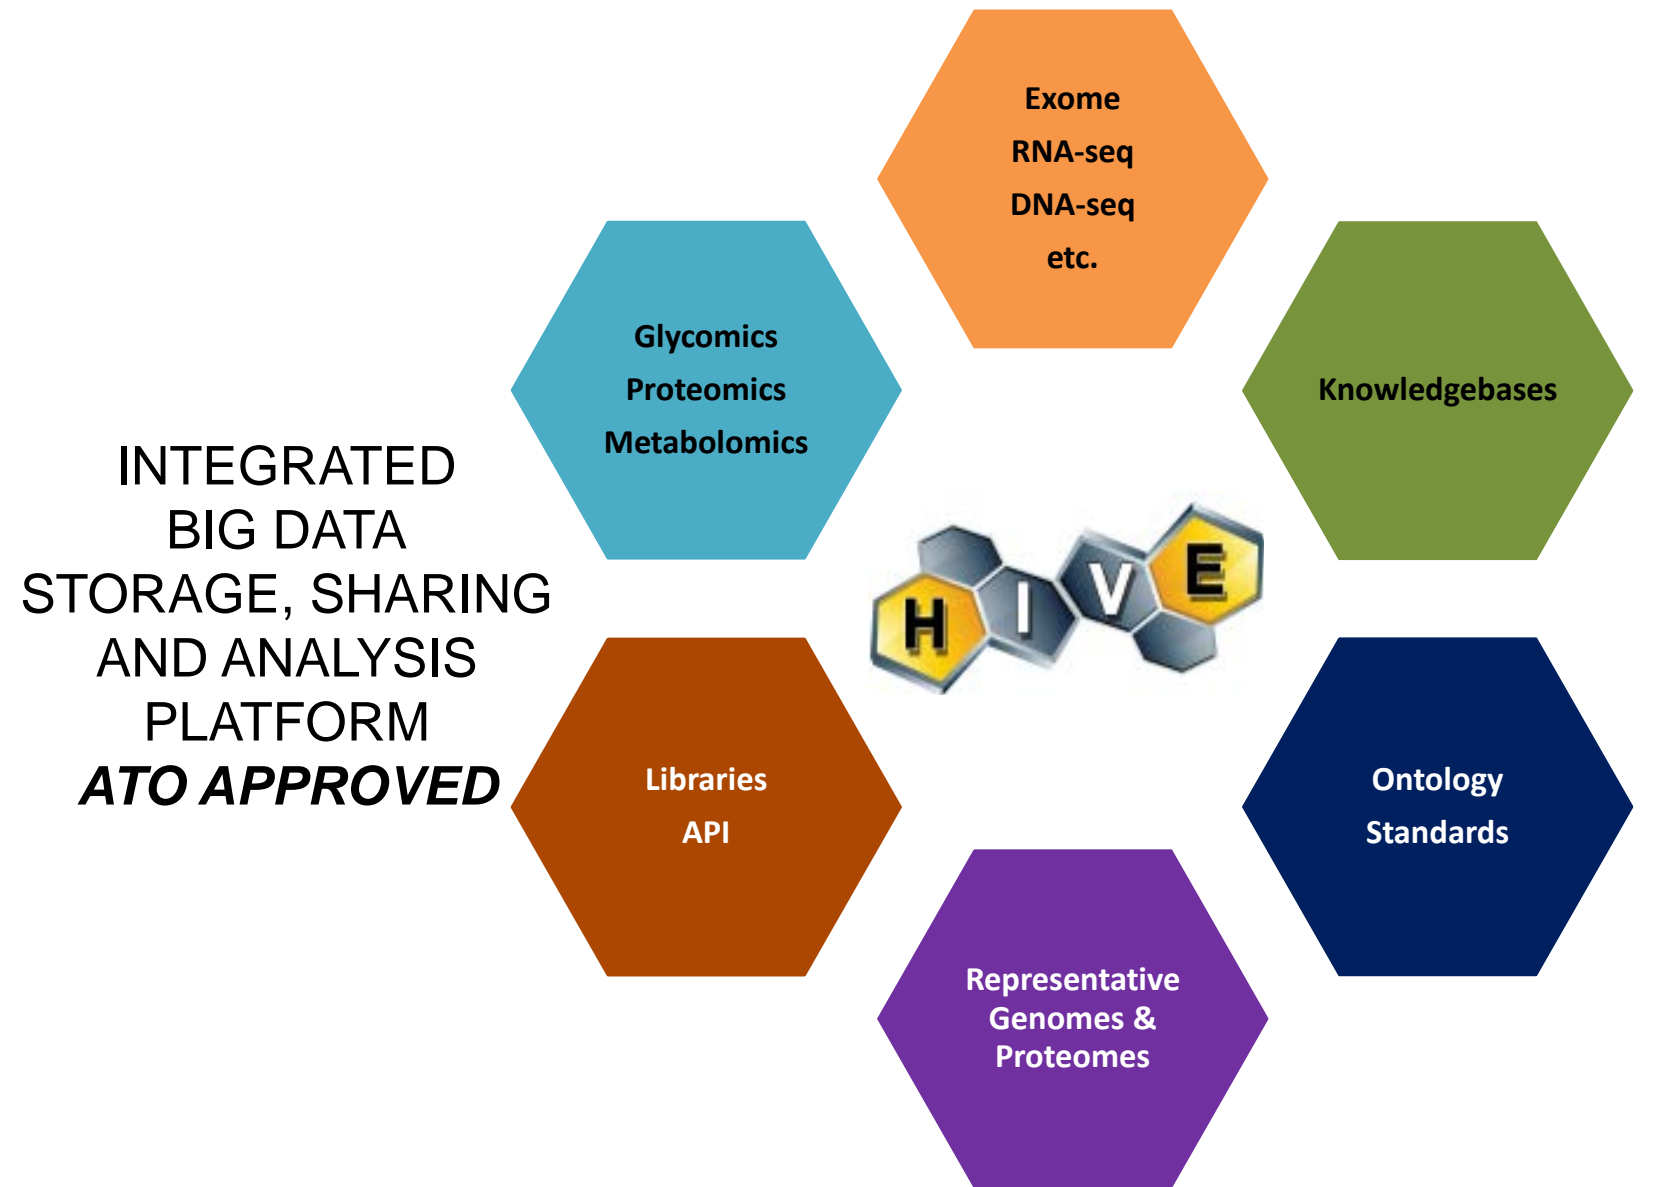 INTEGRATED
BIG DATA
STORAGE, SHARING
AND ANALYSIS
PLATFORM
ATO APPROVED
Exome
RNA-seq
DNA-seq
etc.
Glycomics
Proteomics
Metabolomics
Knowledgebases
HIVE
Libraries
API
Ontology
Standards
Representative
Genomes &
Proteomes